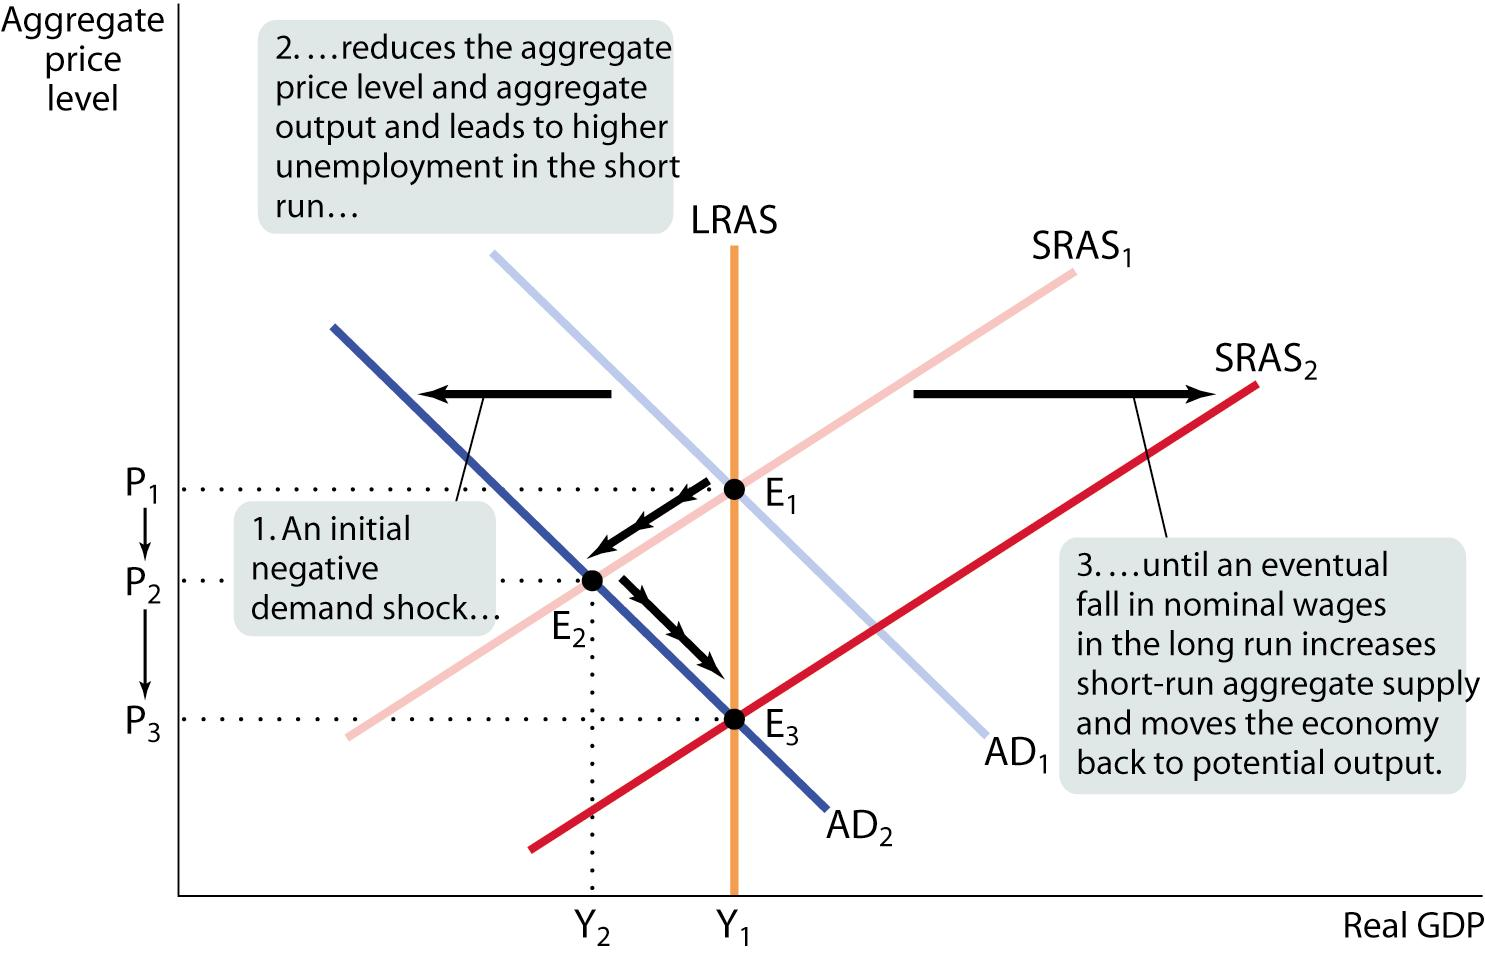 Aggregate
price
level
2. …reduces the aggregate
price level and aggregate
output and leads to higher
unemployment in the short
run…
LRAS
SRAS₁
SRAS₂
P₁
E₁
1. An initial
negative
demand shock…
P₂
E₂
3. …until an eventual
fall in nominal wages
in the long run increases
short-run aggregate supply
and moves the economy
back to potential output.
P₃
E₃
AD₁
AD₂
Y₂
Y₁
Real GDP